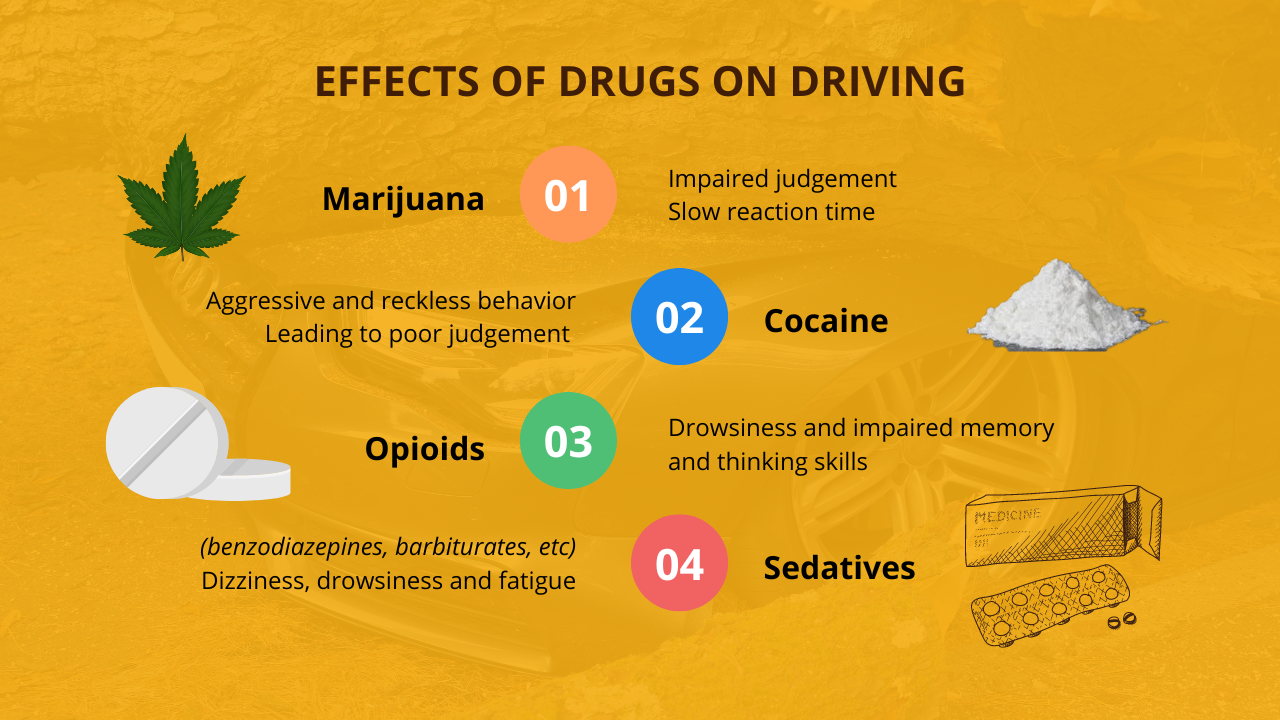 EFFECTS OF DRUGS ON DRIVING
Marijuana
01
Impaired judgement
Slow reaction time
Aggressive and reckless behavior
Leading to poor judgement
02
Cocaine
Opioids
03
Drowsiness and impaired memory
and thinking skills
(benzodiazepines, barbiturates, etc)
Dizziness, drowsiness and fatigue
04
Sedatives
MEDICINE